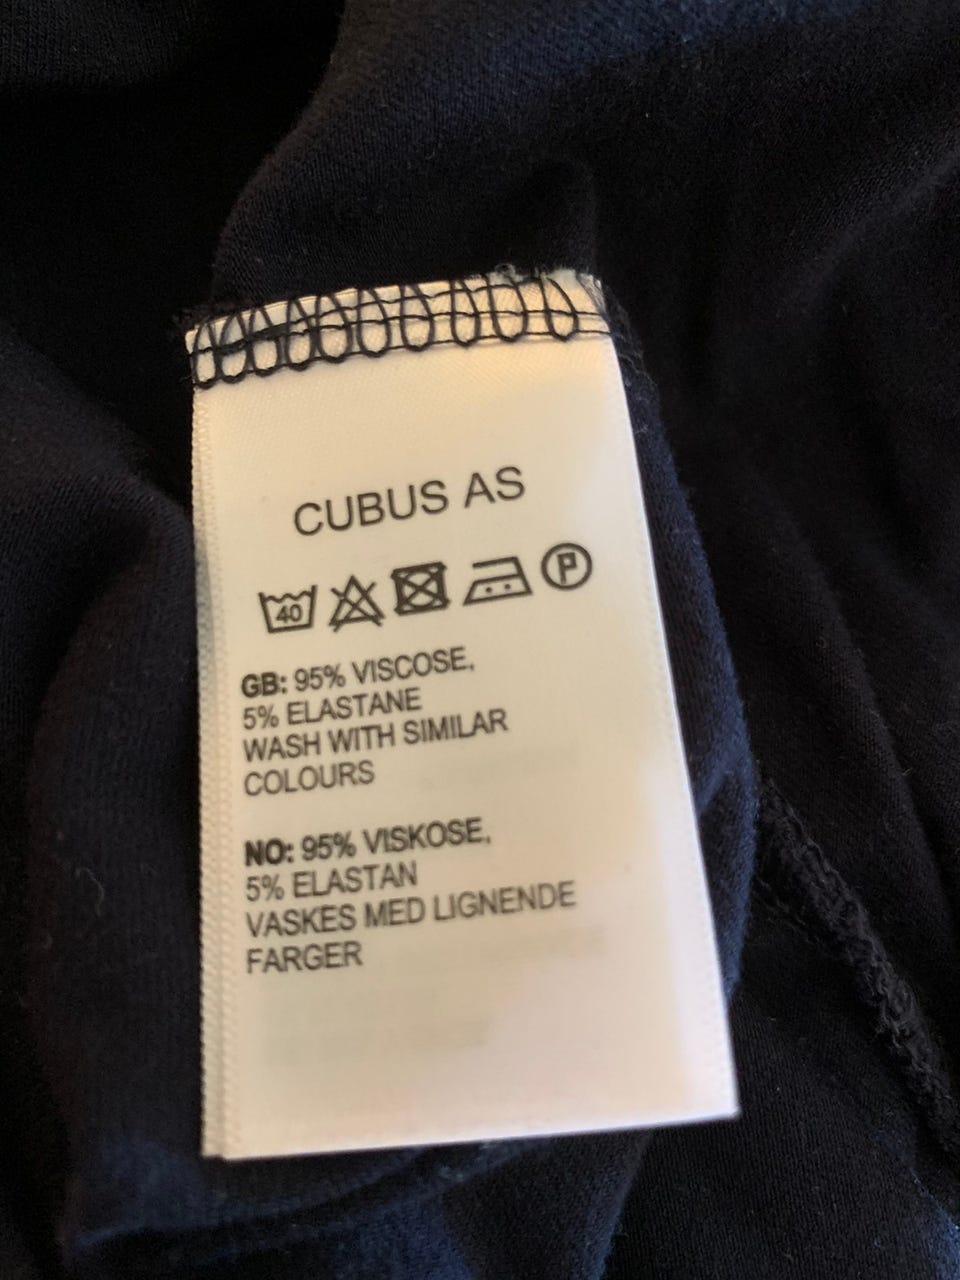 CUBUS AS
40 P
GB: 95% VISCOSE,
5% ELASTANE
WASH WITH SIMILAR
COLOURS
NO: 95% VISKOSE,
5% ELASTAN
VASKES MED LIGNENDE
FARGER